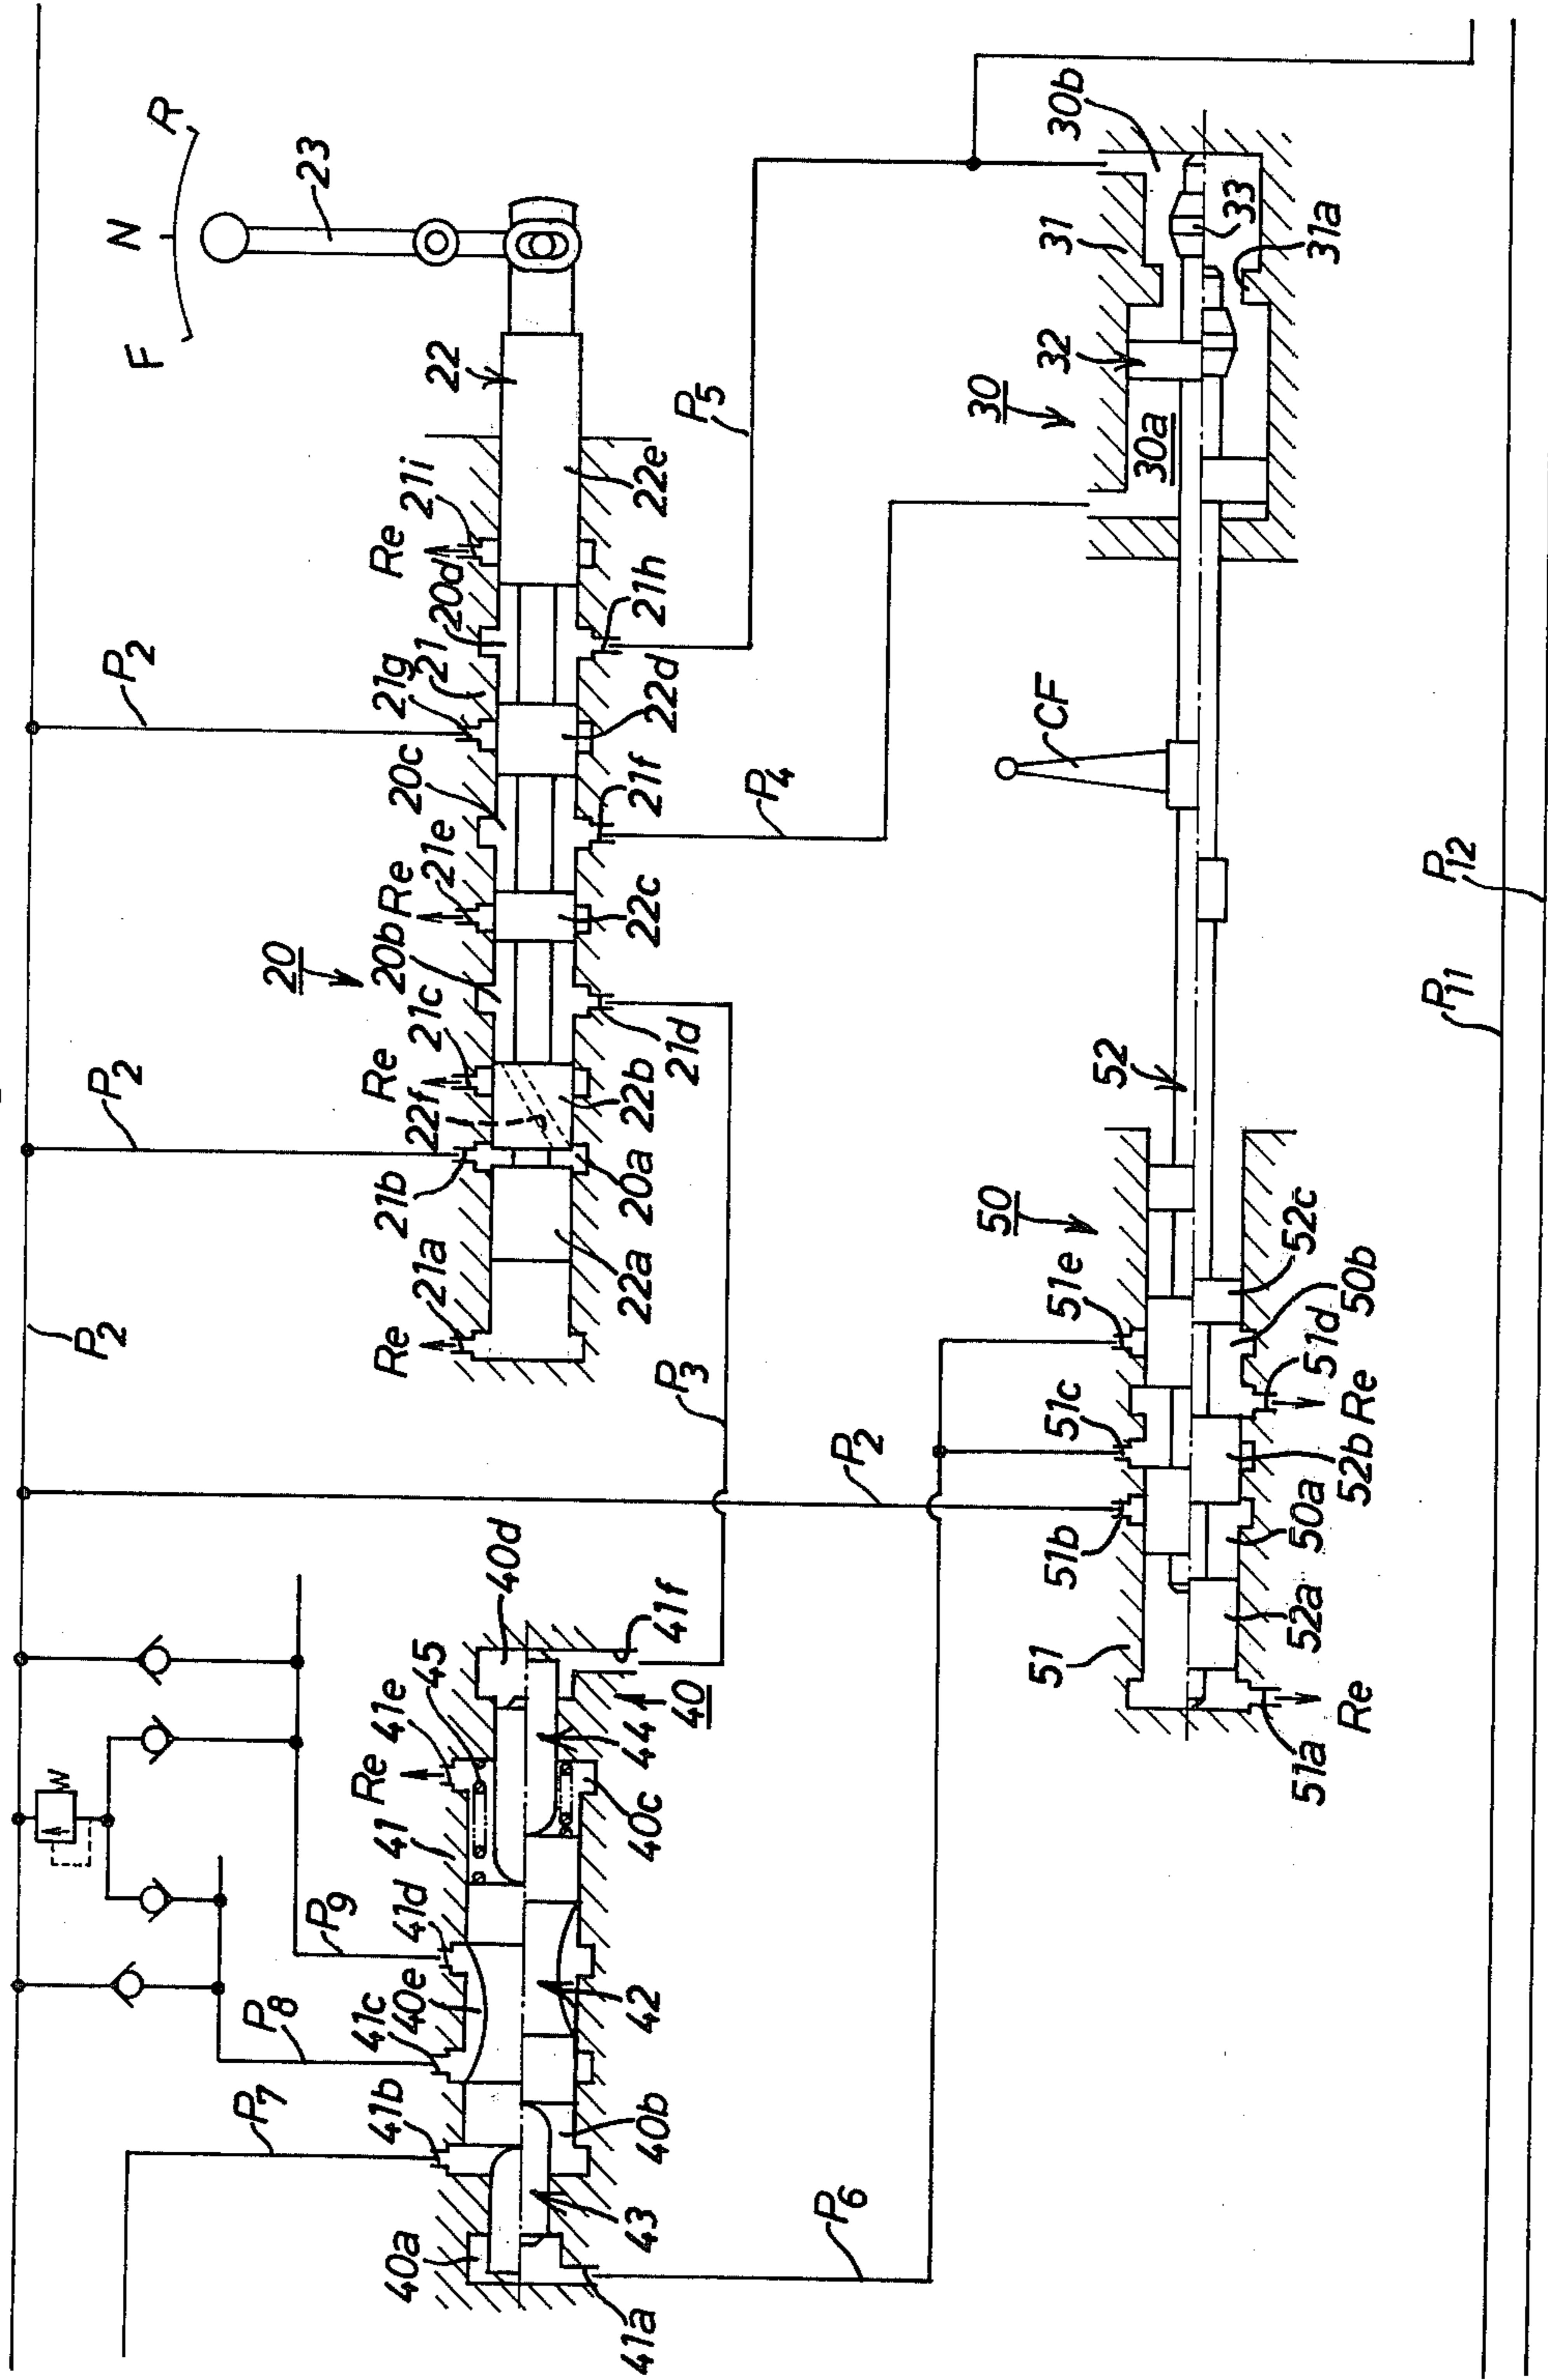 F
N
R
23
22
21i
Re
22e
20d
21h
21
21g
22d
P2
20c
21f
21e
Re
22c
20
20b
21c
21d
Re
22f
22b
P2
21b
20a
21a
22a
Re
P2
P3
P5
P4
30b
31
33
31a
32
30
30a
CF
P12
P11
52
50
52c
51e
50b
51d
51c
Re
52b
P2
51b
50a
52a
51
Re
51a
40d
41f
45
40
41e
44
Re
40c
41
P9
41d
42
40e
41c
P8
41b
40b
P7
43
40a
41a
P6